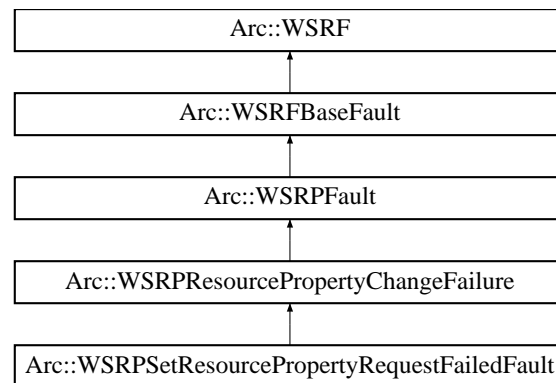 Arc::WSRF
Arc::WSRFBaseFault
Arc::WSRPFault
Arc::WSRPResourcePropertyChangeFailure
Arc::WSRPSetResourcePropertyRequestFailedFault